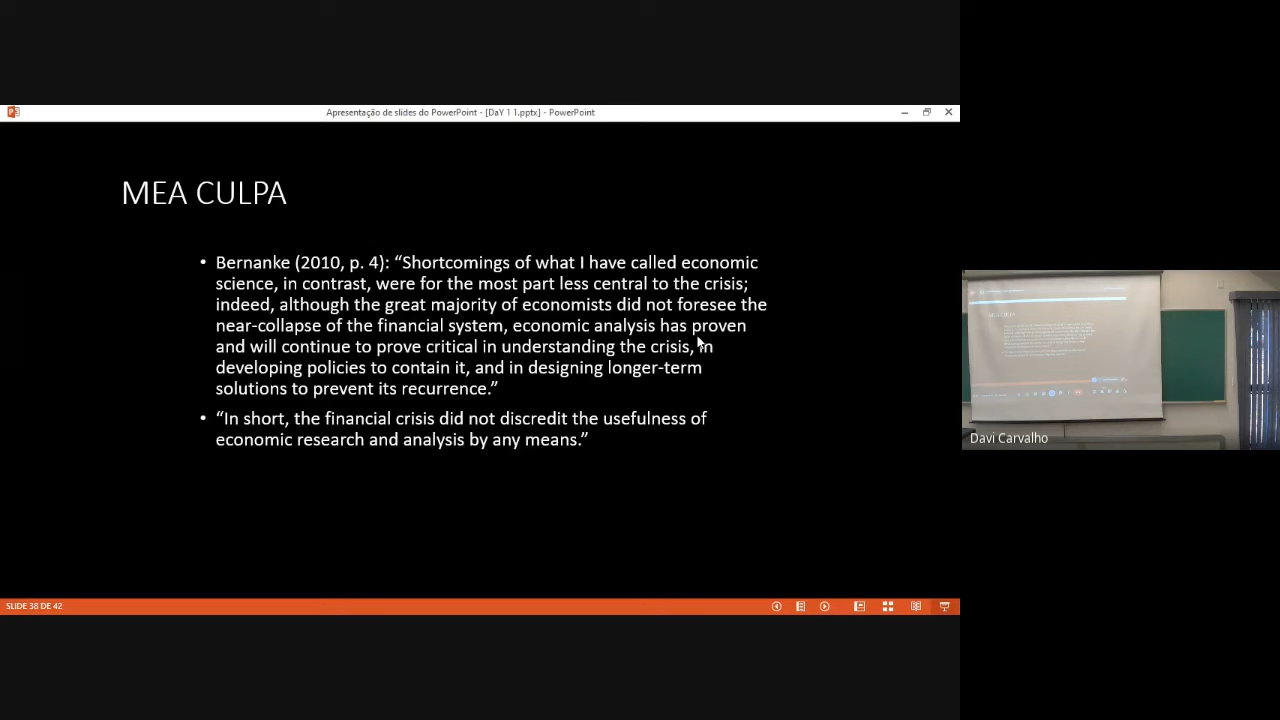 Apresentação de slides do PowerPoint - [DaY 1 1.pptx] - PowerPoint
MEA CULPA
• Bernanke (2010, p. 4): “Shortcomings of what I have called economic
science, in contrast, were for the most part less central to the crisis;
indeed, although the great majority of economists did not foresee the
near-collapse of the financial system, economic analysis has proven
and will continue to prove critical in understanding the crisis, in
developing policies to contain it, and in designing longer-term
solutions to prevent its recurrence.”
• “In short, the financial crisis did not discredit the usefulness of
economic research and analysis by any means.”
SLIDE 38 DE 42
MEA CULPA
Davi Carvalho